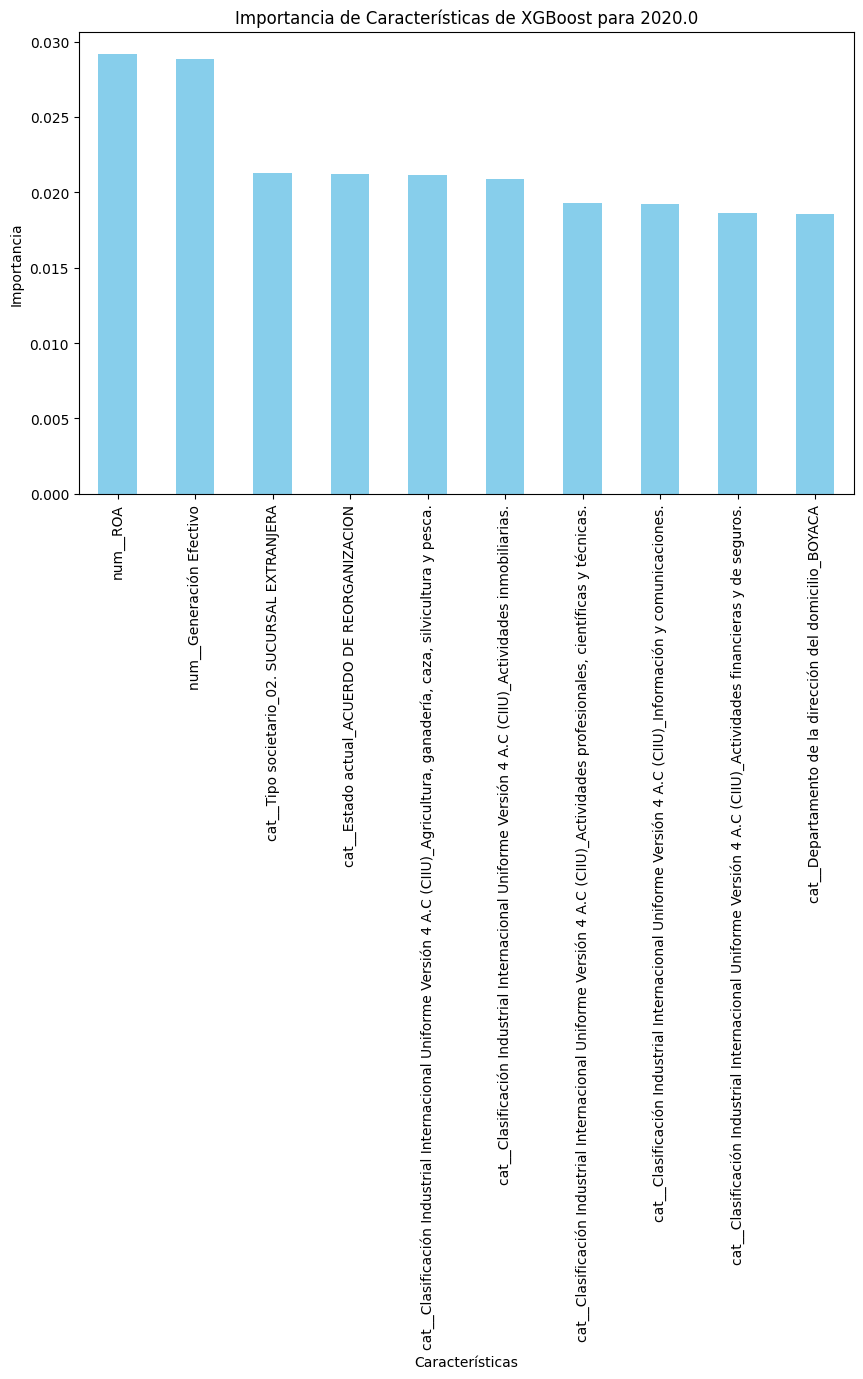 Importancia de Características de XGBoost para 2020.0
Importancia
0.030
0.025
0.020
0.015
0.010
0.005
0.000
num__ROA
num__Generación Efectivo
cat__Tipo societario_02. SUCURSAL EXTRANJERA
cat__Estado actual_ACUERDO DE REORGANIZACION
cat__Clasificación Industrial Internacional Uniforme Versión 4 A.C (CIIU)_Agricultura, ganadería, caza, silvicultura y pesca.
cat__Clasificación Industrial Internacional Uniforme Versión 4 A.C (CIIU)_Actividades inmobiliarias.
cat__Clasificación Industrial Internacional Uniforme Versión 4 A.C (CIIU)_Actividades profesionales, científicas y técnicas.
cat__Clasificación Industrial Internacional Uniforme Versión 4 A.C (CIIU)_Información y comunicaciones.
cat__Clasificación Industrial Internacional Uniforme Versión 4 A.C (CIIU)_Actividades financieras y de seguros.
cat__Departamento de la dirección del domicilio_BOYACA
Características